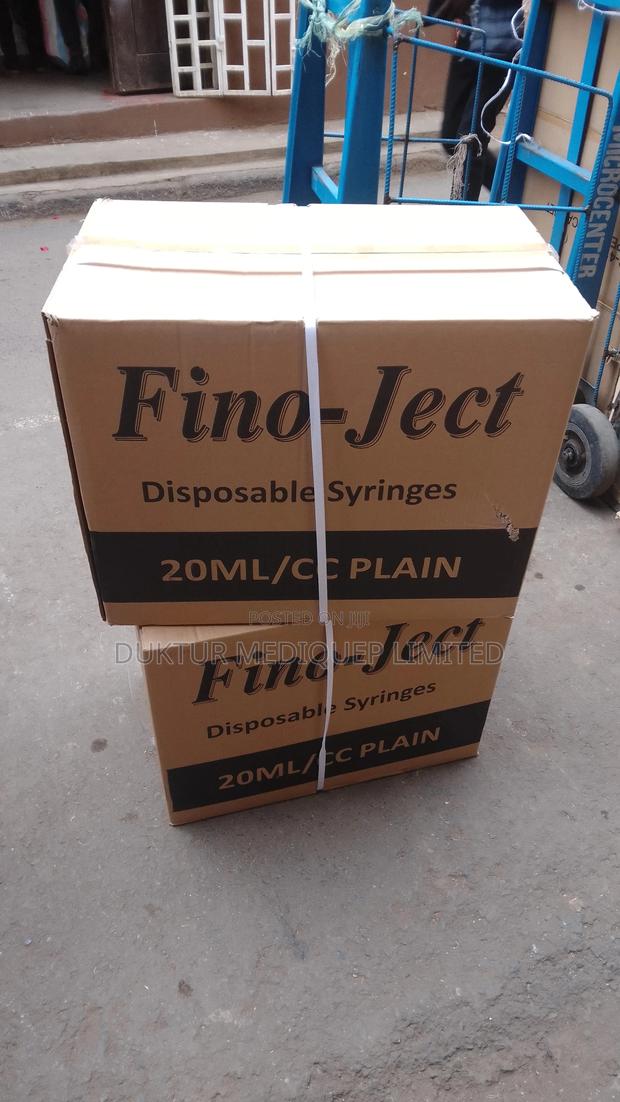 MICROCENTER
Fino-Ject
Disposable Syringes
20ML/CC PLAIN
POSTED ON JIJI
DUKTUR MEDIQUEP LIMITED
Fino-Ject
Disposable Syringes
20ML/CC PLAIN